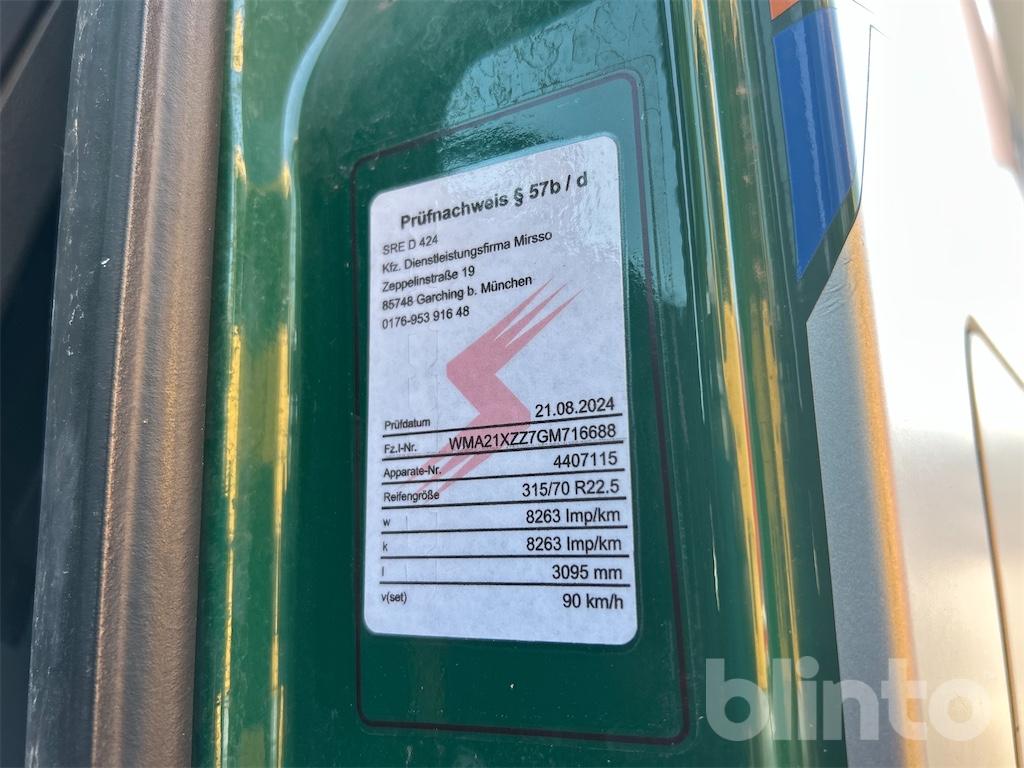 Prüfnachweis § 57b / d
SRE D 424
Kfz. Dienstleistungsfirma Mirsso
Zeppelinstraße 19
85748 Garching b. München
0176-953 916 48
Prüfdatum 21.08.2024
Fz.I-Nr. WMA21XZZ7GM716688
Apparate-Nr. 4407115
Reifengröße 315/70 R22.5
w 8263 Imp/km
k 8263 Imp/km
l 3095 mm
v(set) 90 km/h
blinto